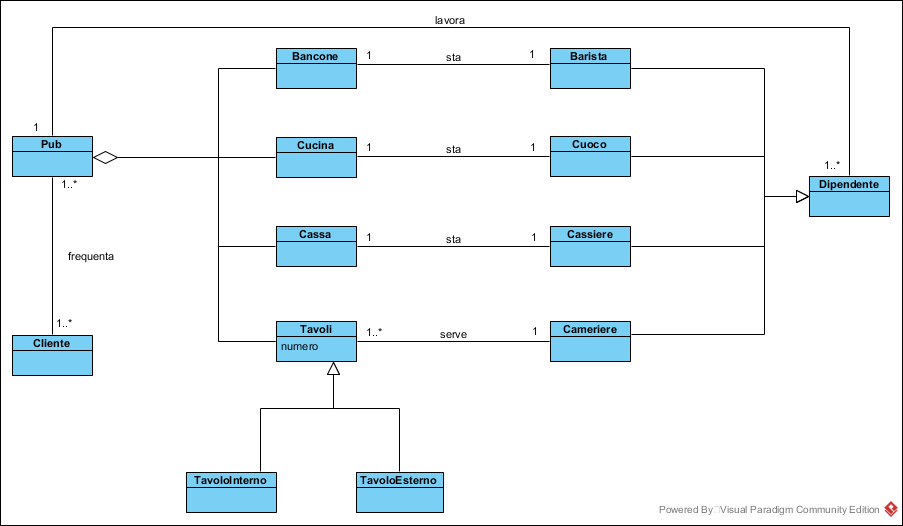 lavora
Bancone
1
sta
1
Barista
1
Pub
Cucina
1
sta
1
Cuoco
1..*
Dipendente
1..*
Cassa
1
sta
1
Cassiere
frequenta
1..*
Cliente
Tavoli
numero
1..*
serve
1
Cameriere
TavoloInterno
TavoloEsterno
Powered By Visual Paradigm Community Edition